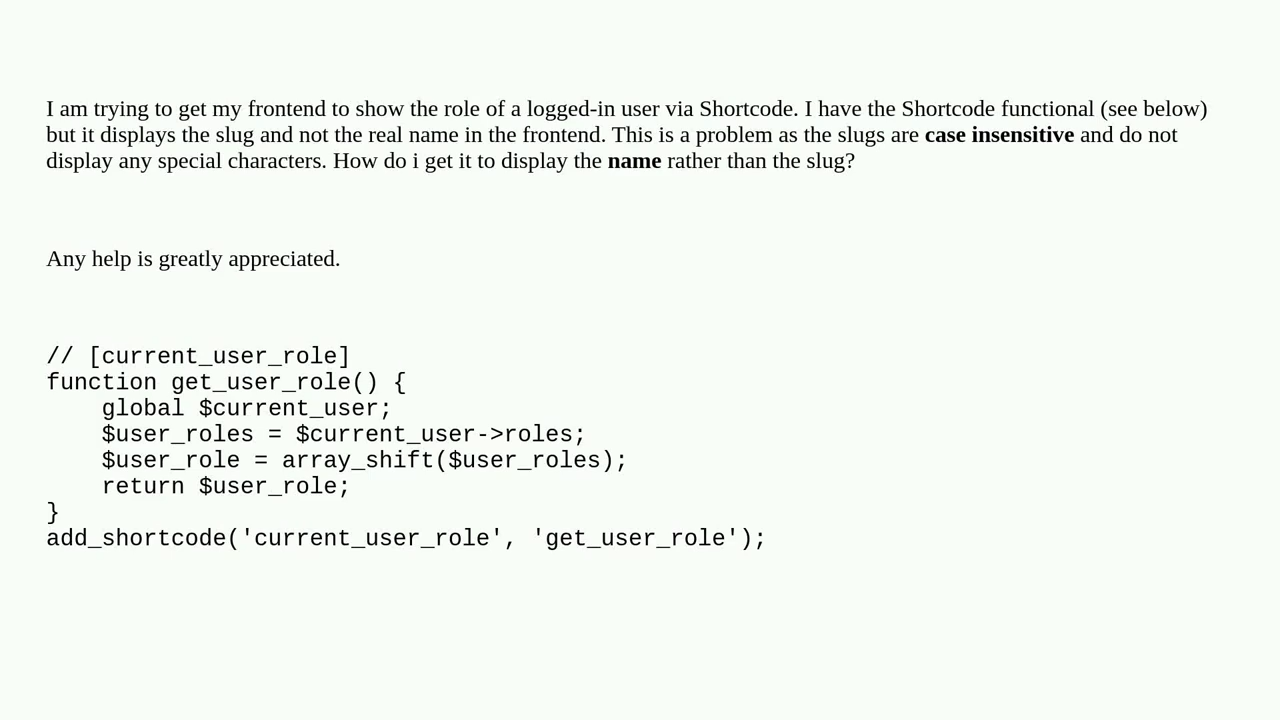 I am trying to get my frontend to show the role of a logged-in user via Shortcode. I have the Shortcode functional (see below)
but it displays the slug and not the real name in the frontend. This is a problem as the slugs are case insensitive and do not
display any special characters. How do i get it to display the name rather than the slug?
Any help is greatly appreciated.
// [current_user_role]
function get_user_role() {
    global $current_user;
    $user_roles = $current_user->roles;
    $user_role = array_shift($user_roles);
    return $user_role;
}
add_shortcode('current_user_role', 'get_user_role');